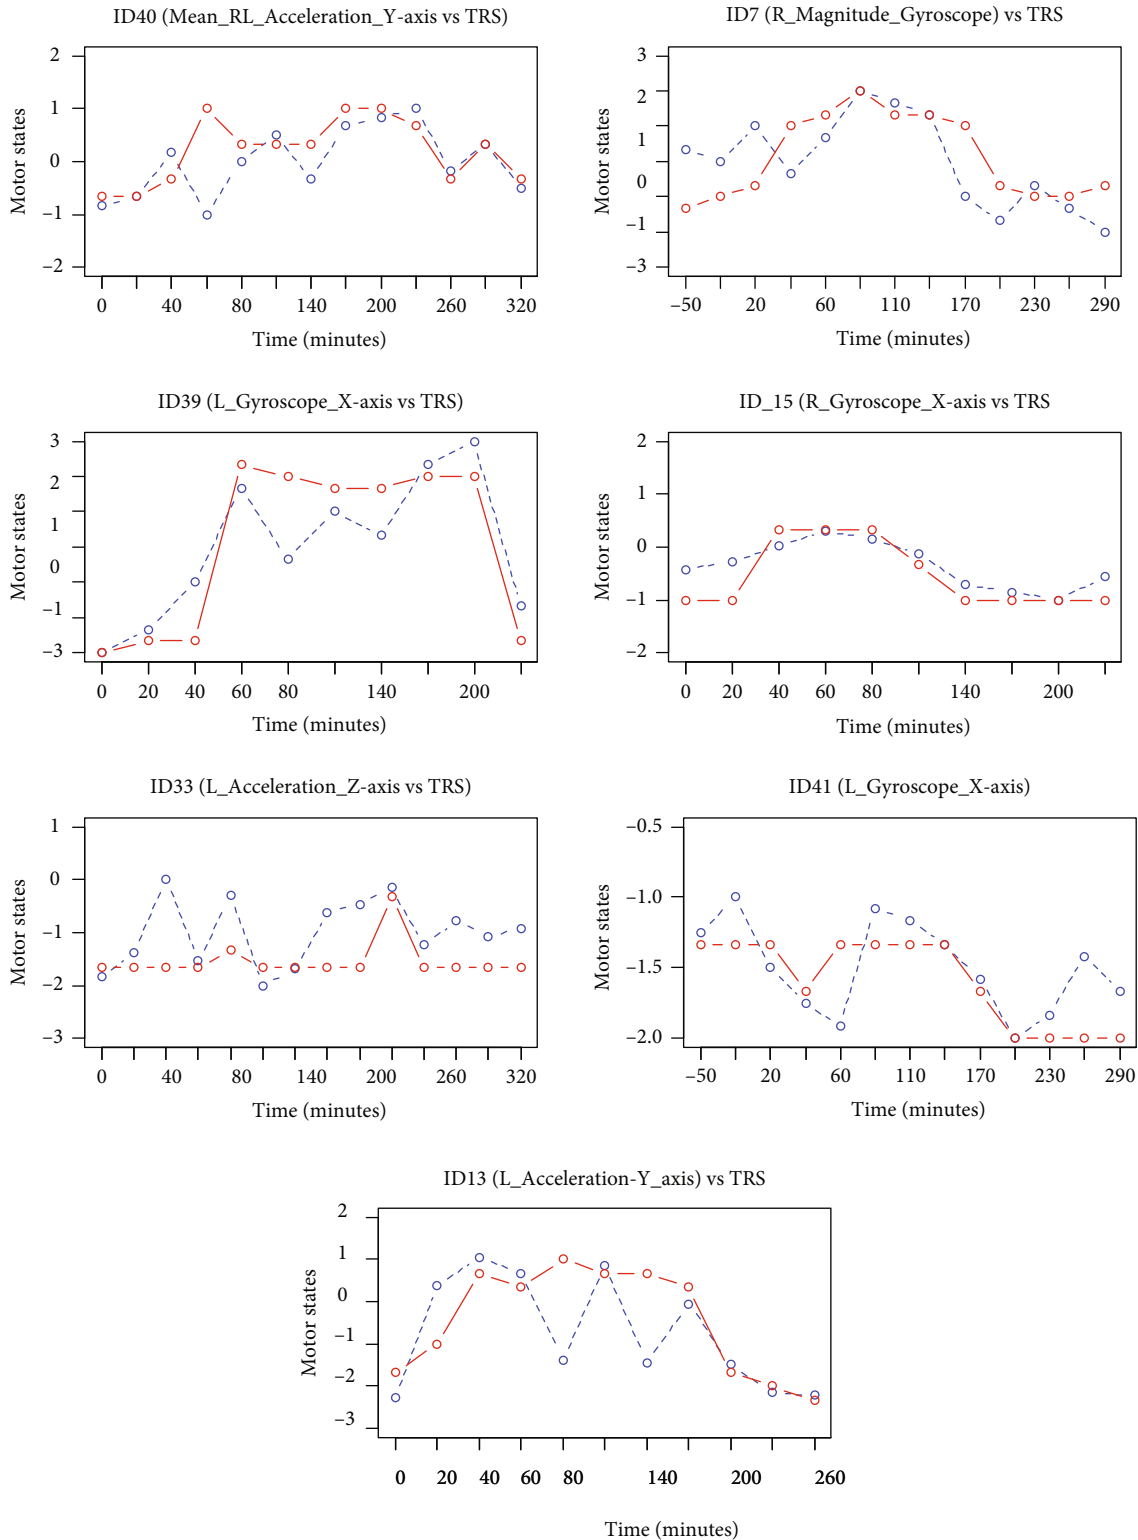 ID40 (Mean_RL_Acceleration_Y-axis vs TRS)
2
1
0
−1
−2
Motor states
0 40 80 140 200 260 320
Time (minutes)
ID7 (R_Magnitude_Gyroscope) vs TRS
3
2
1
0
−1
−3
Motor states
−50 20 60 110 170 230 290
Time (minutes)
ID39 (L_Gyroscope_X-axis vs TRS)
3
2
1
0
−1
−3
Motor states
0 20 40 60 80 140 200
Time (minutes)
ID_15 (R_Gyroscope_X-axis vs TRS
2
1
0
−1
−2
Motor states
0 20 40 60 80 140 200
Time (minutes)
ID33 (L_Acceleration_Z-axis vs TRS)
1
0
−1
−2
−3
Motor states
0 40 80 140 200 260 320
Time (minutes)
ID41 (L_Gyroscope_X-axis)
−0.5
−1.0
−1.5
−2.0
Motor states
−50 20 60 110 170 230 290
Time (minutes)
ID13 (L_Acceleration-Y_axis) vs TRS
2
1
0
−1
−2
−3
Motor states
0 20 40 60 80 140 200 260
Time (minutes)